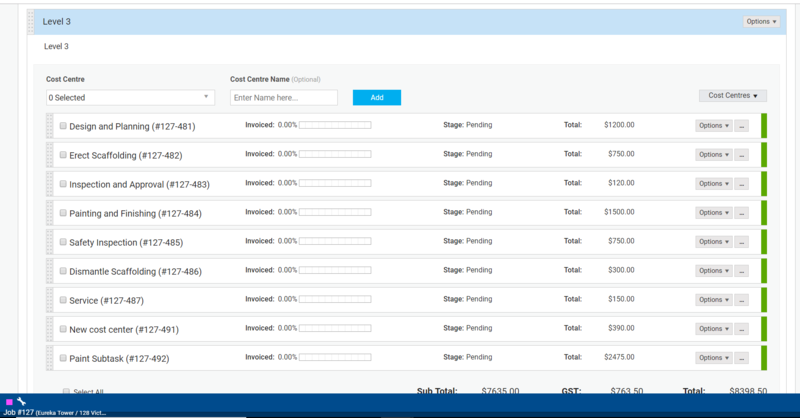 Level 3 Options ▾
Level 3
Cost Centre Cost Centre Name (Optional)
0 Selected Enter Name here... Add Cost Centres ▾
Design and Planning (#127-481) Invoiced: 0.00% Stage: Pending Total: $1200.00 Options ▾ ...
Erect Scaffolding (#127-482) Invoiced: 0.00% Stage: Pending Total: $750.00 Options ▾ ...
Inspection and Approval (#127-483) Invoiced: 0.00% Stage: Pending Total: $120.00 Options ▾ ...
Painting and Finishing (#127-484) Invoiced: 0.00% Stage: Pending Total: $1500.00 Options ▾ ...
Safety Inspection (#127-485) Invoiced: 0.00% Stage: Pending Total: $750.00 Options ▾ ...
Dismantle Scaffolding (#127-486) Invoiced: 0.00% Stage: Pending Total: $300.00 Options ▾ ...
Service (#127-487) Invoiced: 0.00% Stage: Pending Total: $150.00 Options ▾ ...
New cost center (#127-491) Invoiced: 0.00% Stage: Pending Total: $390.00 Options ▾ ...
Paint Subtask (#127-492) Invoiced: 0.00% Stage: Pending Total: $2475.00 Options ▾ ...
Select All Sub Total: $7635.00 GST: $763.50 Total: $8398.50
Job #127 (Eureka Tower / 128 Vict...